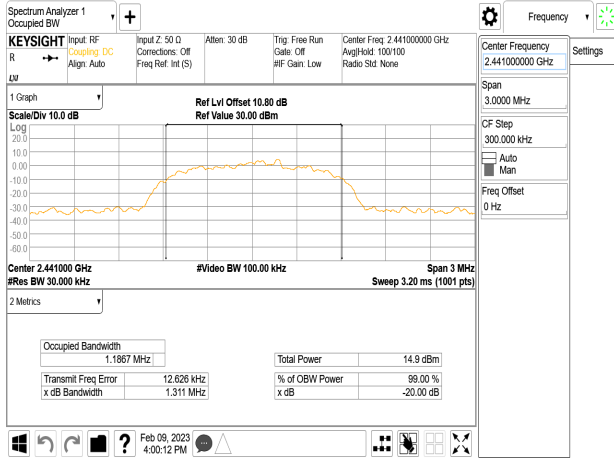 Spectrum Analyzer 1
Occupied BW
Frequency
KEYSIGHT
R
LXI
Input: RF
Coupling: DC
Align: Auto
Input Z: 50 Ω
Corrections: Off
Freq Ref: Int (S)
Atten: 30 dB
Trig: Free Run
Gate: Off
#IF Gain: Low
Center Freq: 2.441000000 GHz
Avg|Hold: 100/100
Radio Std: None
Center Frequency
2.441000000 GHz
Settings
Span
3.0000 MHz
CF Step
300.000 kHz
Auto
Man
Freq Offset
0 Hz
1 Graph
Scale/Div 10.0 dB
Ref Lvl Offset 10.80 dB
Ref Value 30.00 dBm
Log
20.0
10.0
0.00
-10.0
-20.0
-30.0
-40.0
-50.0
-60.0
Center 2.441000 GHz
#Res BW 30.000 kHz
#Video BW 100.00 kHz
Span 3 MHz
Sweep 3.20 ms (1001 pts)
2 Metrics
Occupied Bandwidth
1.1867 MHz
Total Power 14.9 dBm
Transmit Freq Error 12.626 kHz
% of OBW Power 99.00 %
x dB Bandwidth 1.311 MHz
x dB -20.00 dB
?
Feb 09, 2023
4:00:12 PM